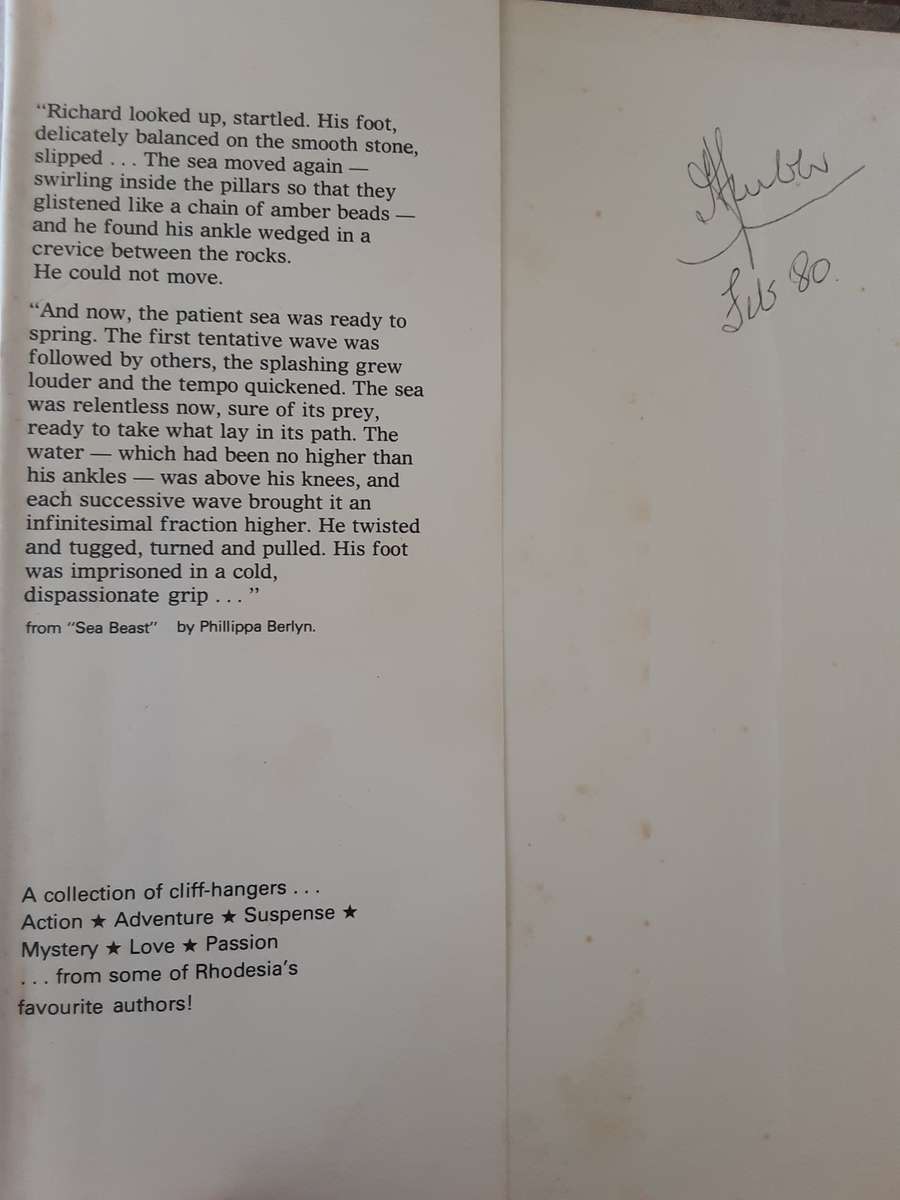 “Richard looked up, startled. His foot,
delicately balanced on the smooth stone,
slipped . . . The sea moved again —
swirling inside the pillars so that they
glistened like a chain of amber beads —
and he found his ankle wedged in a
crevice between the rocks.
He could not move.
“And now, the patient sea was ready to
spring. The first tentative wave was
followed by others, the splashing grew
louder and the tempo quickened. The sea
was relentless now, sure of its prey,
ready to take what lay in its path. The
water — which had been no higher than
his ankles — was above his knees, and
each successive wave brought it an
infinitesimal fraction higher. He twisted
and tugged, turned and pulled. His foot
was imprisoned in a cold,
dispassionate grip . . . ”
from “Sea Beast” by Phillippa Berlyn.
A collection of cliff-hangers . . .
Action ★ Adventure ★ Suspense ★
Mystery ★ Love ★ Passion
. . . from some of Rhodesia's
favourite authors!
Feb 80.